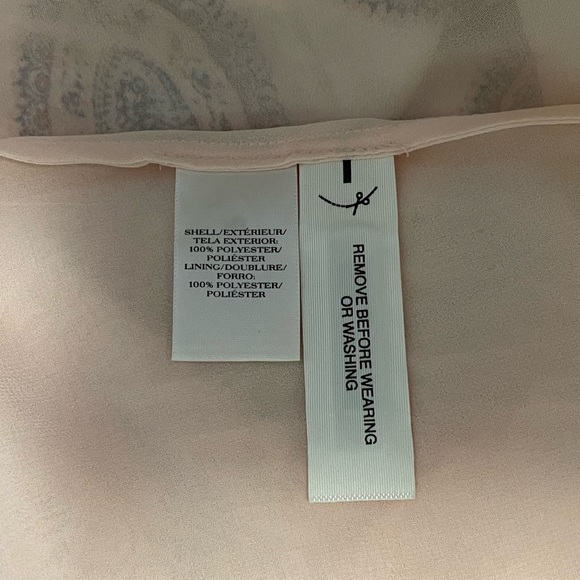 SHELL/EXTÉRIEUR/
TELA EXTERIOR:
100% POLYESTER/
POLIÉSTER
LINING/DOUBLURE/
FORRO:
100% POLYESTER/
POLIÉSTER
REMOVE BEFORE WEARING
OR WASHING